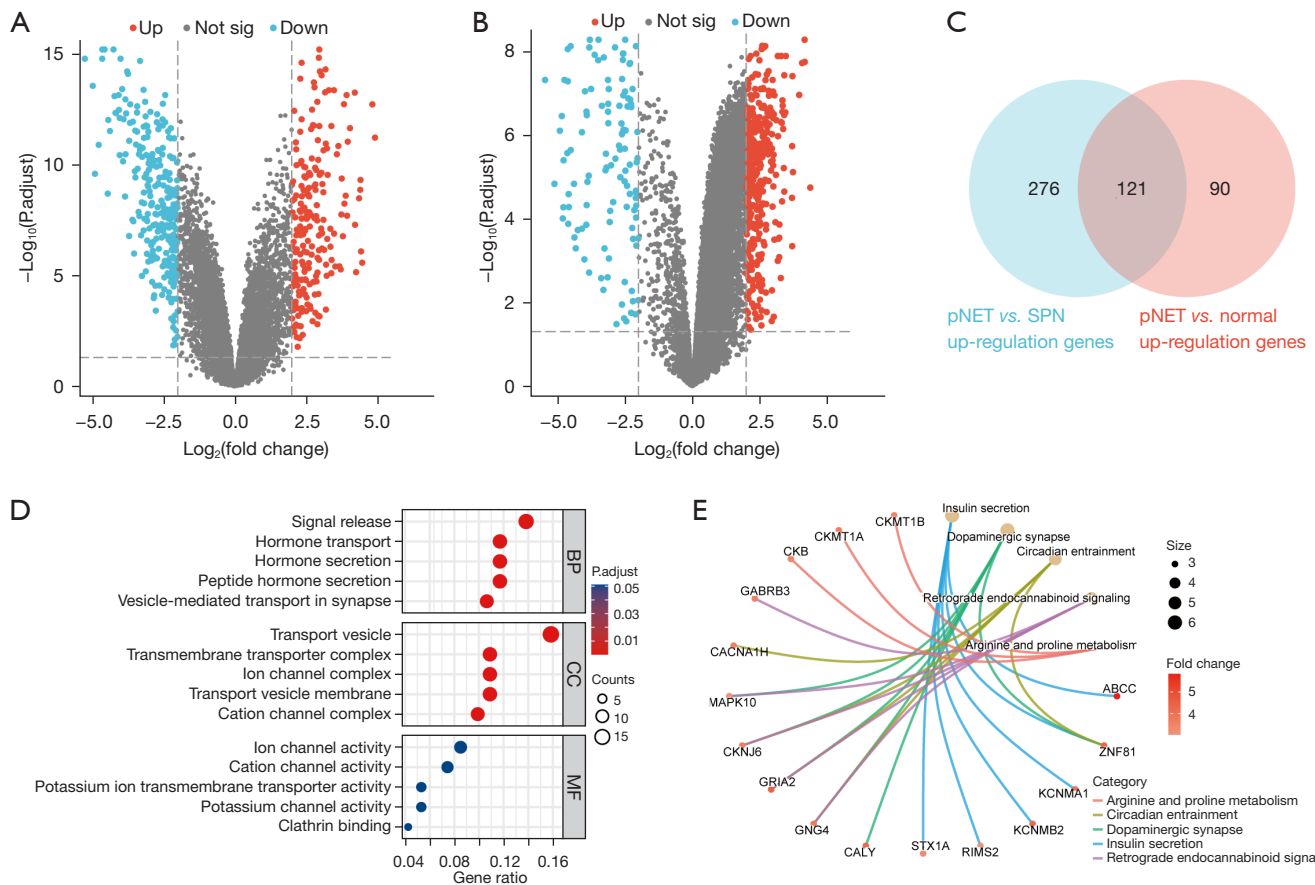 A
Up Not sig Down
15
10
5
0
−Log₁₀(Padjust)
−5.0 −2.5 0.0 2.5 5.0
Log₂(fold change)
B
Up Not sig Down
8
6
4
2
0
−Log₁₀(Padjust)
−5.0 −2.5 0.0 2.5 5.0
Log₂(fold change)
C
276 121 90
pNET vs. SPN
up-regulation genes
pNET vs. normal
up-regulation genes
D
Signal release
Hormone transport
Hormone secretion
Peptide hormone secretion
Vesicle-mediated transport in synapse
BP
Transport vesicle
Transmembrane transporter complex
Ion channel complex
Transport vesicle membrane
Cation channel complex
CC
Ion channel activity
Cation channel activity
Potassium ion transmembrane transporter activity
Potassium channel activity
Clathrin binding
MF
0.04 0.08 0.12 0.16
Gene ratio
P.adjust
0.05
0.04
0.03
0.02
0.01
Counts
5
10
15
E
Insulin secretion
Dopaminergic synapse
Circadian entrainment
Retrograde endocannabinoid signaling
Arginine and proline metabolism
CKMT1B
CKMT1A
CKB
GABRB3
CACNA1H
MAPK10
CKNJ6
GRIA2
GNG4
CALY
STX1A
RIMS2
KCNMB2
KCNMA1
ZNF81
ABCC
Size
3
4
5
6
Fold change
5
4
Category
Arginine and proline metabolism
Circadian entrainment
Dopaminergic synapse
Insulin secretion
Retrograde endocannabinoid signa